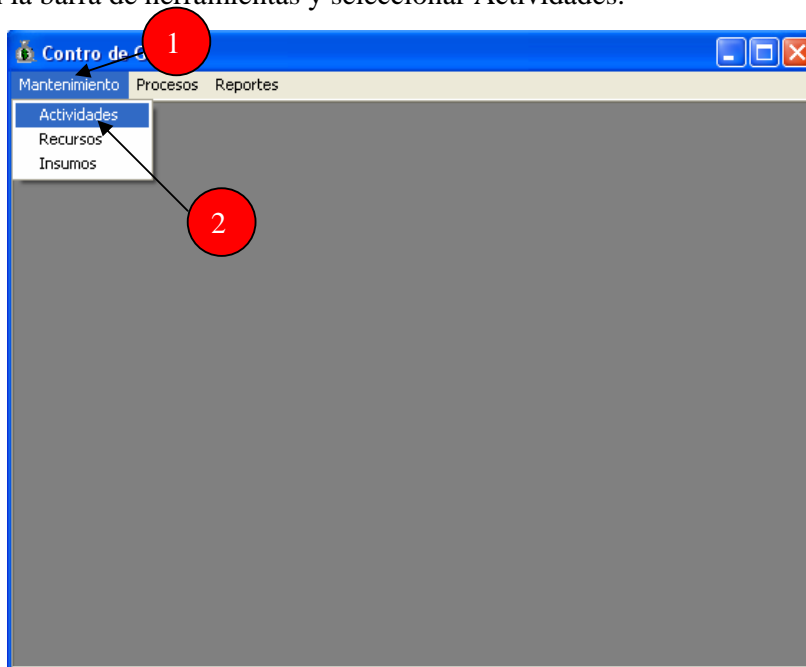 la barra de herramientas y seleccionar Actividades.
1
Contro de G
Mantenimiento Procesos Reportes
Actividades
Recursos
Insumos
2